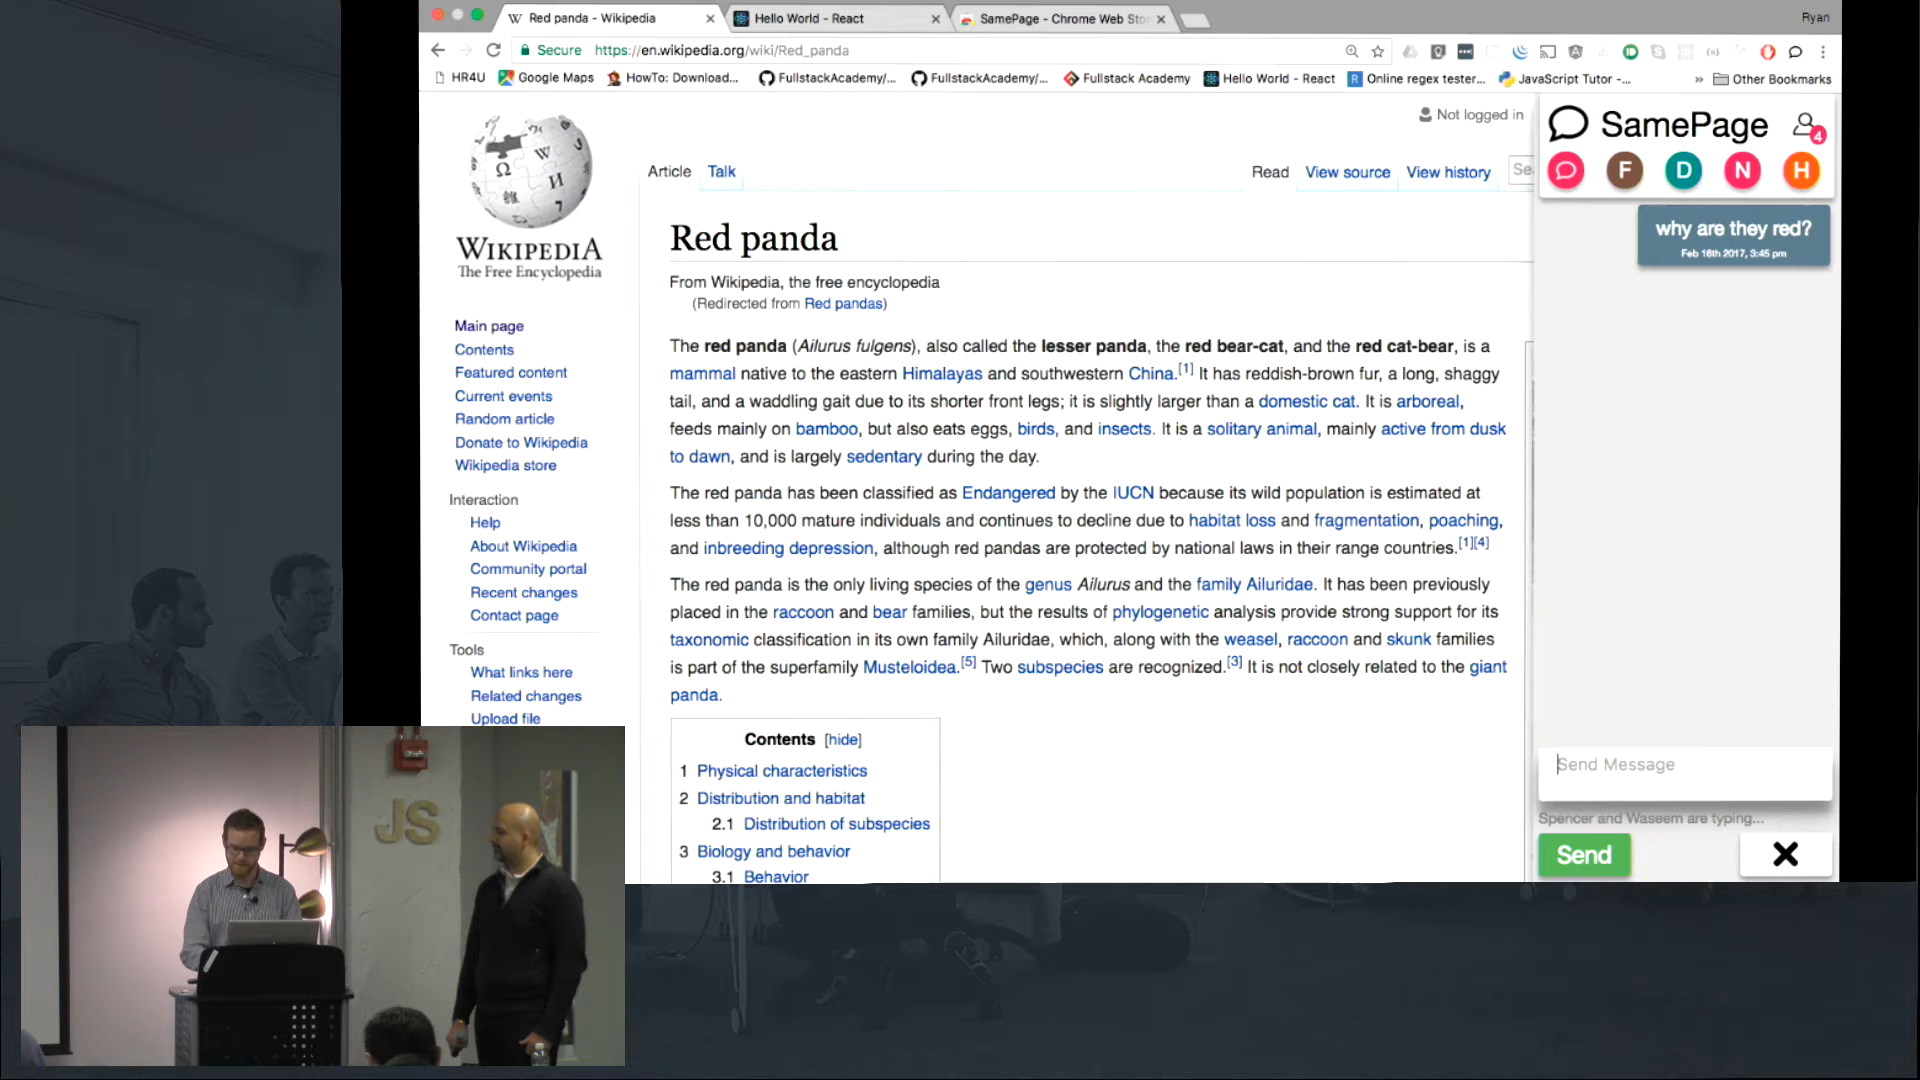 Red panda - Wikipedia
Hello World - React
SamePage - Chrome Web Sto
Ryan
Secure https://en.wikipedia.org/wiki/Red_panda
HR4U
Google Maps
HowTo: Download...
FullstackAcademy/...
FullstackAcademy/...
Fullstack Academy
Hello World - React
Online regex tester...
JavaScript Tutor -...
»
Other Bookmarks
WIKIPEDIA
The Free Encyclopedia
Main page
Contents
Featured content
Current events
Random article
Donate to Wikipedia
Wikipedia store
Interaction
Help
About Wikipedia
Community portal
Recent changes
Contact page
Tools
What links here
Related changes
Upload file
Not logged in
Article Talk
Read View source View history Sea
Red panda
From Wikipedia, the free encyclopedia
(Redirected from Red pandas)
The red panda (Ailurus fulgens), also called the lesser panda, the red bear-cat, and the red cat-bear, is a
mammal native to the eastern Himalayas and southwestern China.[1] It has reddish-brown fur, a long, shaggy
tail, and a waddling gait due to its shorter front legs; it is slightly larger than a domestic cat. It is arboreal,
feeds mainly on bamboo, but also eats eggs, birds, and insects. It is a solitary animal, mainly active from dusk
to dawn, and is largely sedentary during the day.
The red panda has been classified as Endangered by the IUCN because its wild population is estimated at
less than 10,000 mature individuals and continues to decline due to habitat loss and fragmentation, poaching,
and inbreeding depression, although red pandas are protected by national laws in their range countries.[1][4]
The red panda is the only living species of the genus Ailurus and the family Ailuridae. It has been previously
placed in the raccoon and bear families, but the results of phylogenetic analysis provide strong support for its
taxonomic classification in its own family Ailuridae, which, along with the weasel, raccoon and skunk families
is part of the superfamily Musteloidea.[5] Two subspecies are recognized.[3] It is not closely related to the giant
panda.
Contents [hide]
1 Physical characteristics
2 Distribution and habitat
2.1 Distribution of subspecies
3 Biology and behavior
3.1 Behavior
SamePage
4
F D N H
why are they red?
Feb 16th 2017, 3:45 pm
Send Message
Spencer and Waseem are typing...
Send
JS